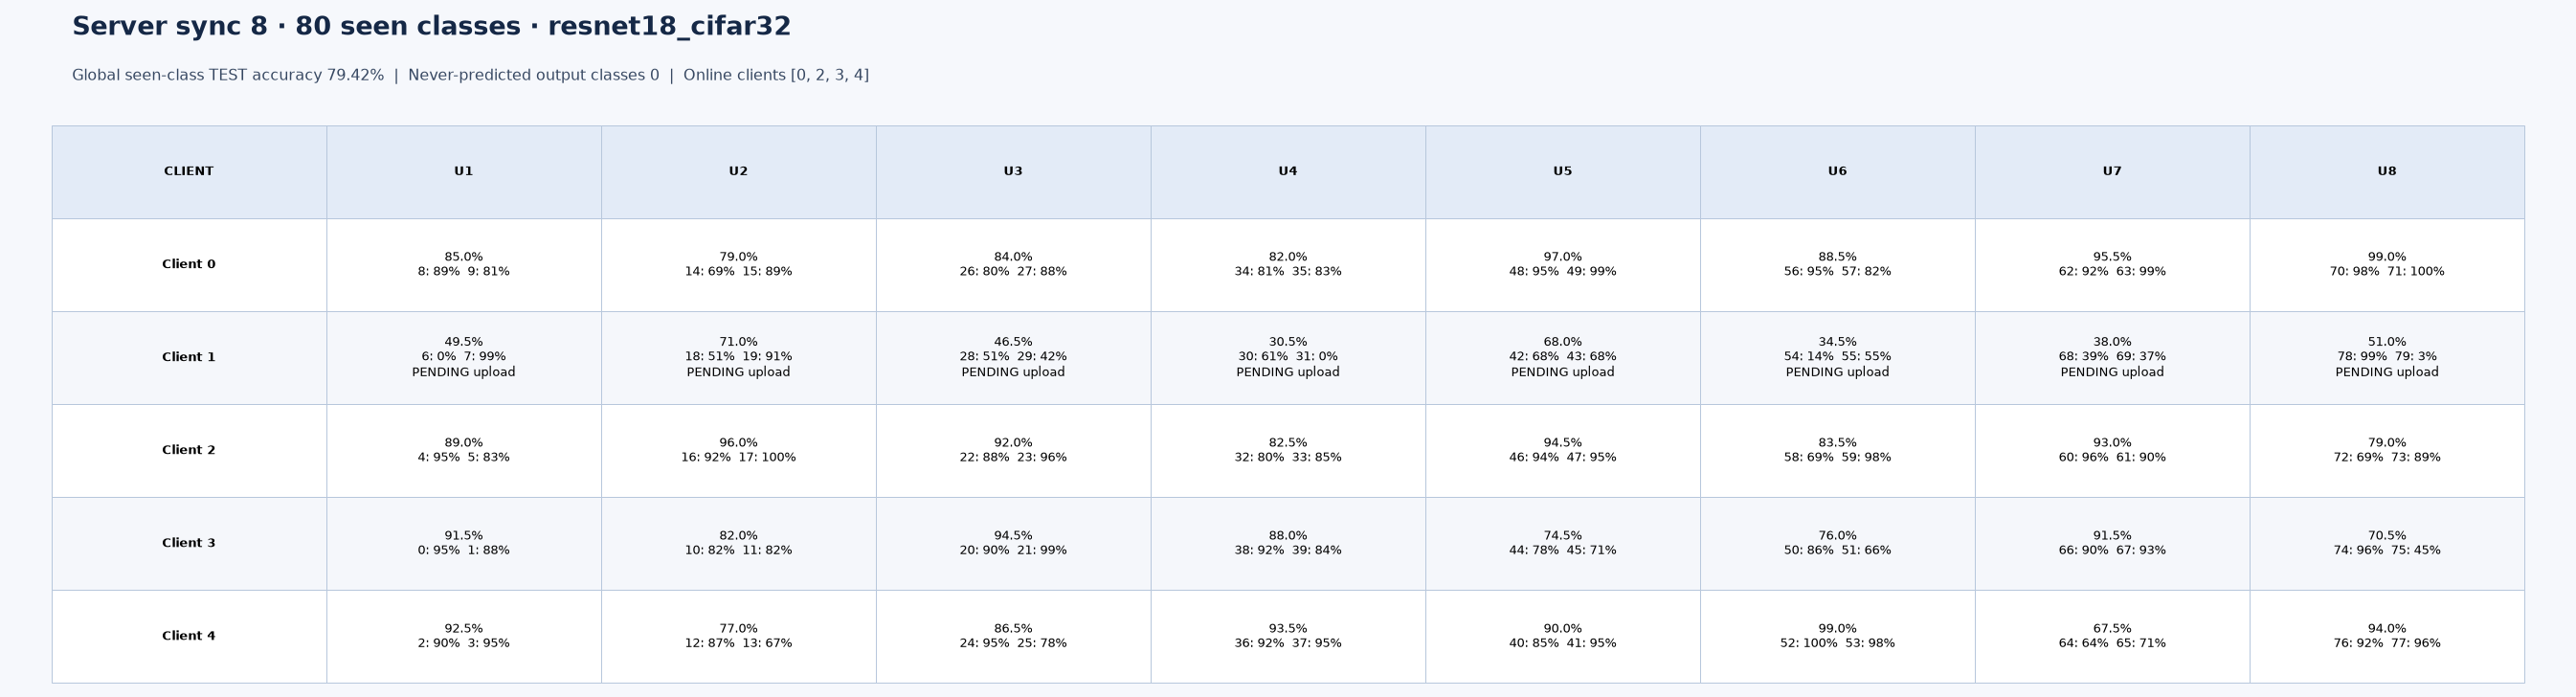 Server sync 8 · 80 seen classes · resnet18_cifar32
Global seen-class TEST accuracy 79.42% | Never-predicted output classes 0 | Online clients [0, 2, 3, 4]
CLIENT U1 U2 U3 U4 U5 U6 U7 U8
Client 0
85.0%
8: 89% 9: 81%
79.0%
14: 69% 15: 89%
84.0%
26: 80% 27: 88%
82.0%
34: 81% 35: 83%
97.0%
48: 95% 49: 99%
88.5%
56: 95% 57: 82%
95.5%
62: 92% 63: 99%
99.0%
70: 98% 71: 100%
Client 1
49.5%
6: 0% 7: 99%
PENDING upload
71.0%
18: 51% 19: 91%
PENDING upload
46.5%
28: 51% 29: 42%
PENDING upload
30.5%
30: 61% 31: 0%
PENDING upload
68.0%
42: 68% 43: 68%
PENDING upload
34.5%
54: 14% 55: 55%
PENDING upload
38.0%
68: 39% 69: 37%
PENDING upload
51.0%
78: 99% 79: 3%
PENDING upload
Client 2
89.0%
4: 95% 5: 83%
96.0%
16: 92% 17: 100%
92.0%
22: 88% 23: 96%
82.5%
32: 80% 33: 85%
94.5%
46: 94% 47: 95%
83.5%
58: 69% 59: 98%
93.0%
60: 96% 61: 90%
79.0%
72: 69% 73: 89%
Client 3
91.5%
0: 95% 1: 88%
82.0%
10: 82% 11: 82%
94.5%
20: 90% 21: 99%
88.0%
38: 92% 39: 84%
74.5%
44: 78% 45: 71%
76.0%
50: 86% 51: 66%
91.5%
66: 90% 67: 93%
70.5%
74: 96% 75: 45%
Client 4
92.5%
2: 90% 3: 95%
77.0%
12: 87% 13: 67%
86.5%
24: 95% 25: 78%
93.5%
36: 92% 37: 95%
90.0%
40: 85% 41: 95%
99.0%
52: 100% 53: 98%
67.5%
64: 64% 65: 71%
94.0%
76: 92% 77: 96%